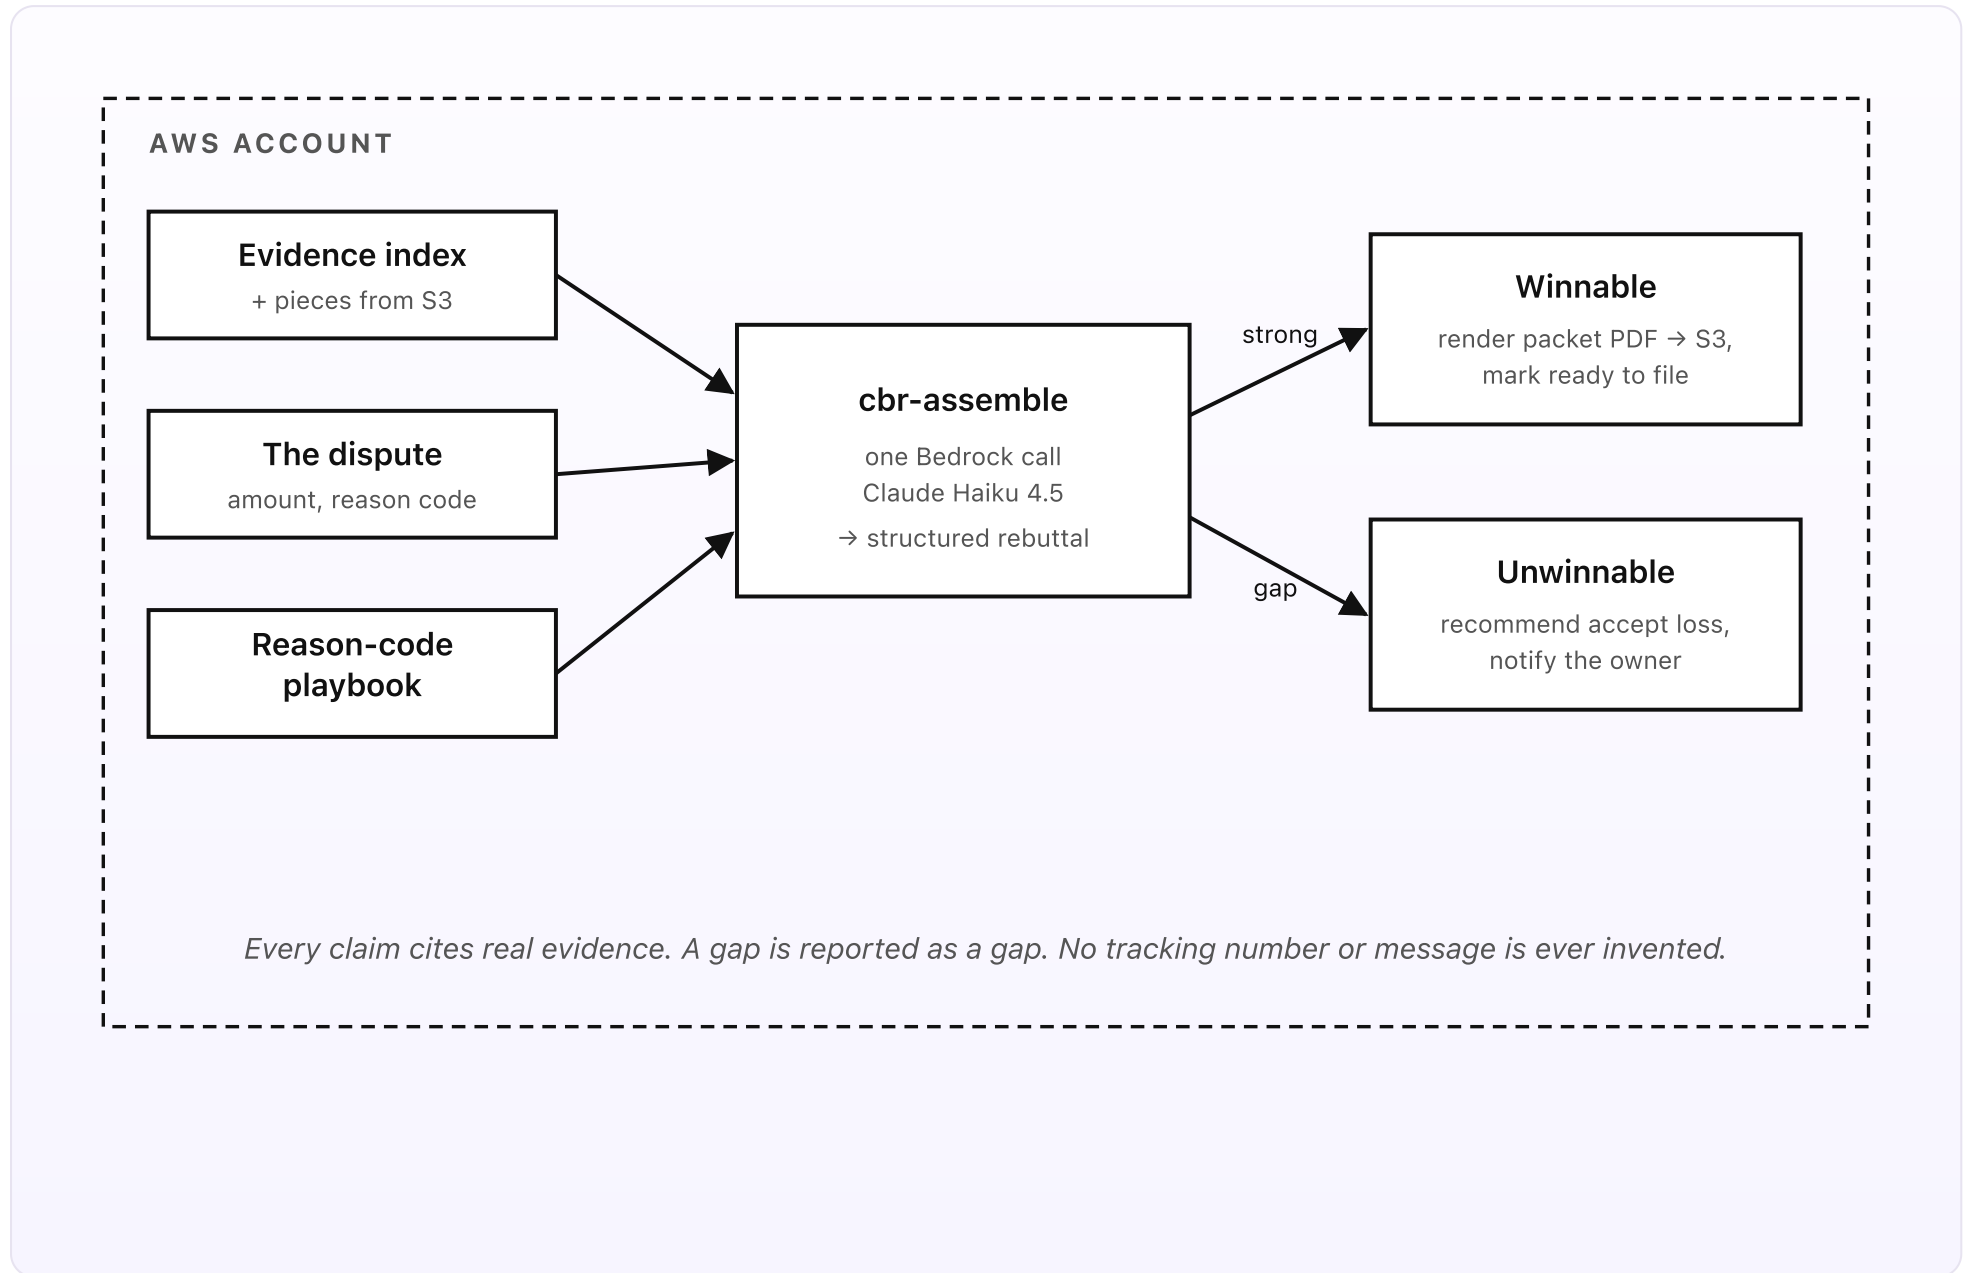 AWS ACCOUNT
Evidence index
+ pieces from S3
The dispute
amount, reason code
Reason-code
playbook
cbr-assemble
one Bedrock call
Claude Haiku 4.5
→ structured rebuttal
strong
gap
Winnable
render packet PDF → S3,
mark ready to file
Unwinnable
recommend accept loss,
notify the owner
Every claim cites real evidence. A gap is reported as a gap. No tracking number or message is ever invented.